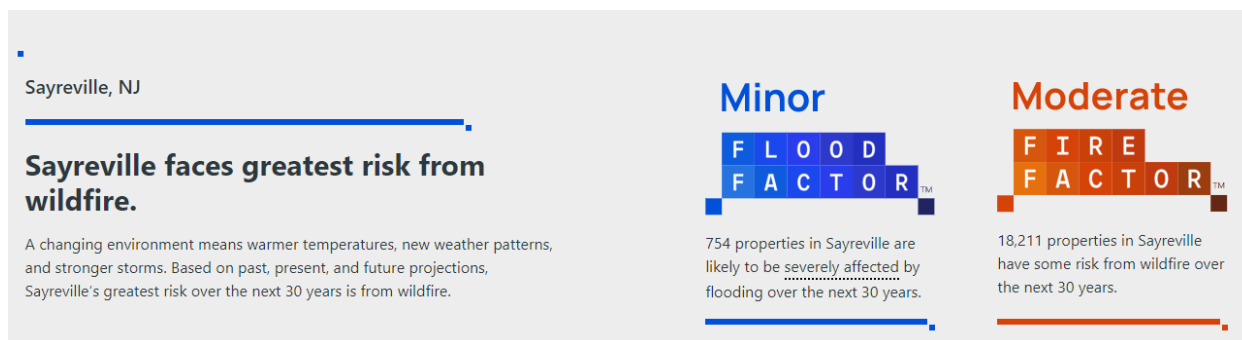 Sayreville, NJ
Sayreville faces greatest risk from
wildfire.
A changing environment means warmer temperatures, new weather patterns,
and stronger storms. Based on past, present, and future projections,
Sayreville's greatest risk over the next 30 years is from wildfire.
Minor
FLOOD
FACTOR™
754 properties in Sayreville are
likely to be severely affected by
flooding over the next 30 years.
Moderate
FIRE
FACTOR™
18,211 properties in Sayreville
have some risk from wildfire over
the next 30 years.